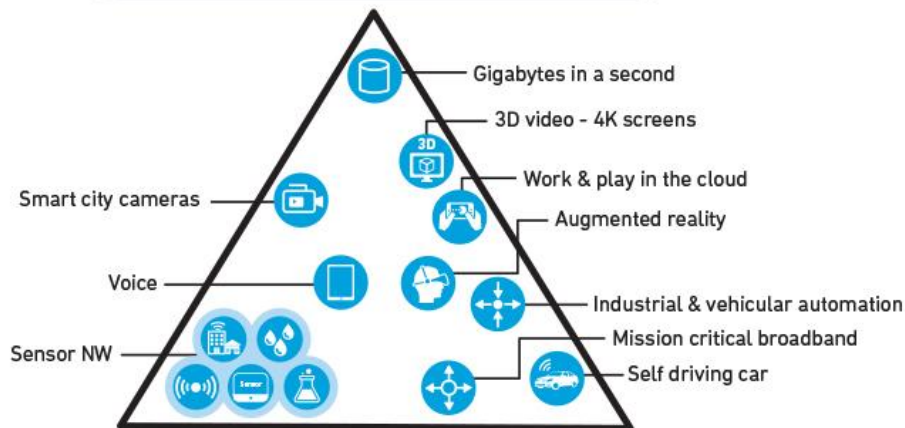 Gigabytes in a second
3D video - 4K screens
3D
Work & play in the cloud
Smart city cameras
Augmented reality
Voice
Industrial & vehicular automation
Mission critical broadband
Sensor NW
Self driving car
Sensor